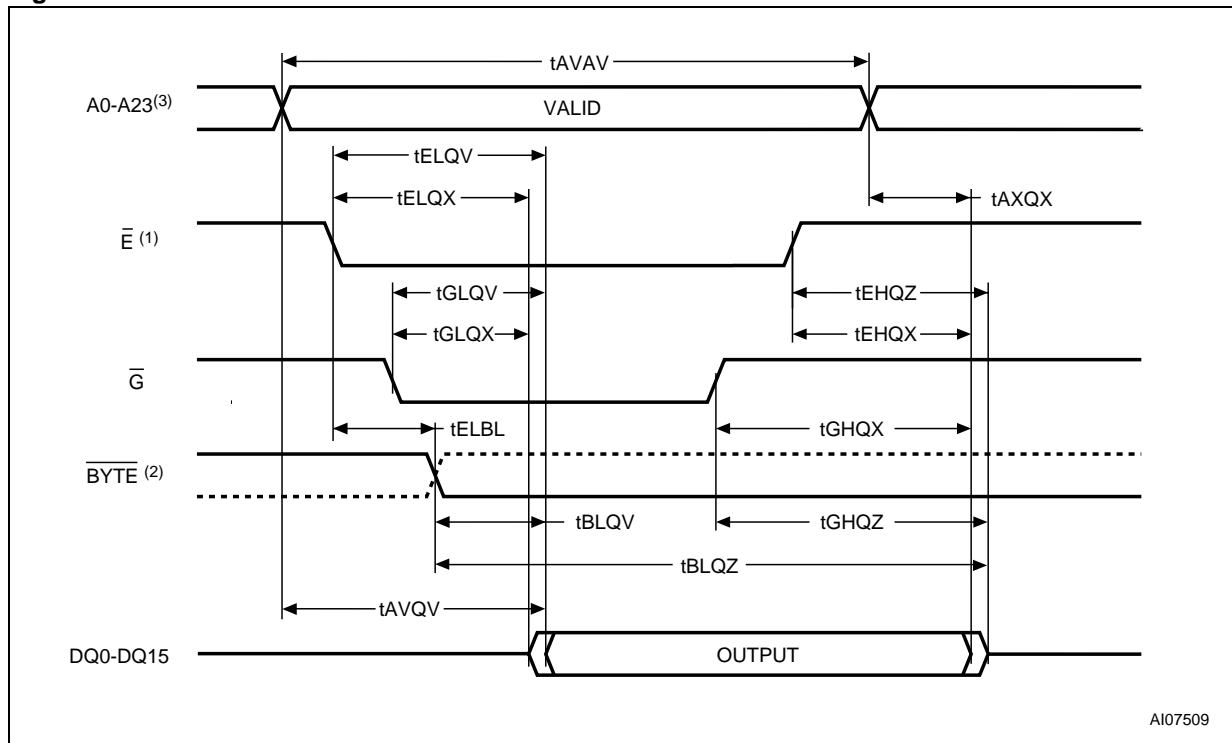 tAVAV
A0-A23(3)
VALID
tELQV
tELQX
tAXQX
E̅ (1)
tGLQV
tEHQZ
tGLQX
tEHQX
G̅
tELBL
tGHQX
B̅Y̅T̅E̅ (2)
tBLQV
tGHQZ
tBLQZ
tAVQV
DQ0-DQ15
OUTPUT
AI07509